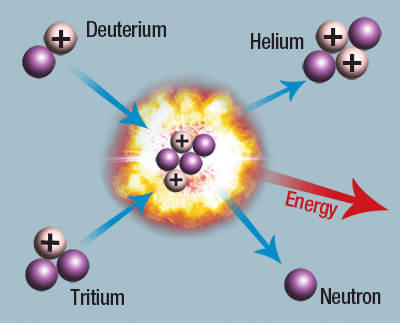 Deuterium
Helium
+
+
+
+
+
Energy
+
Tritium
Neutron